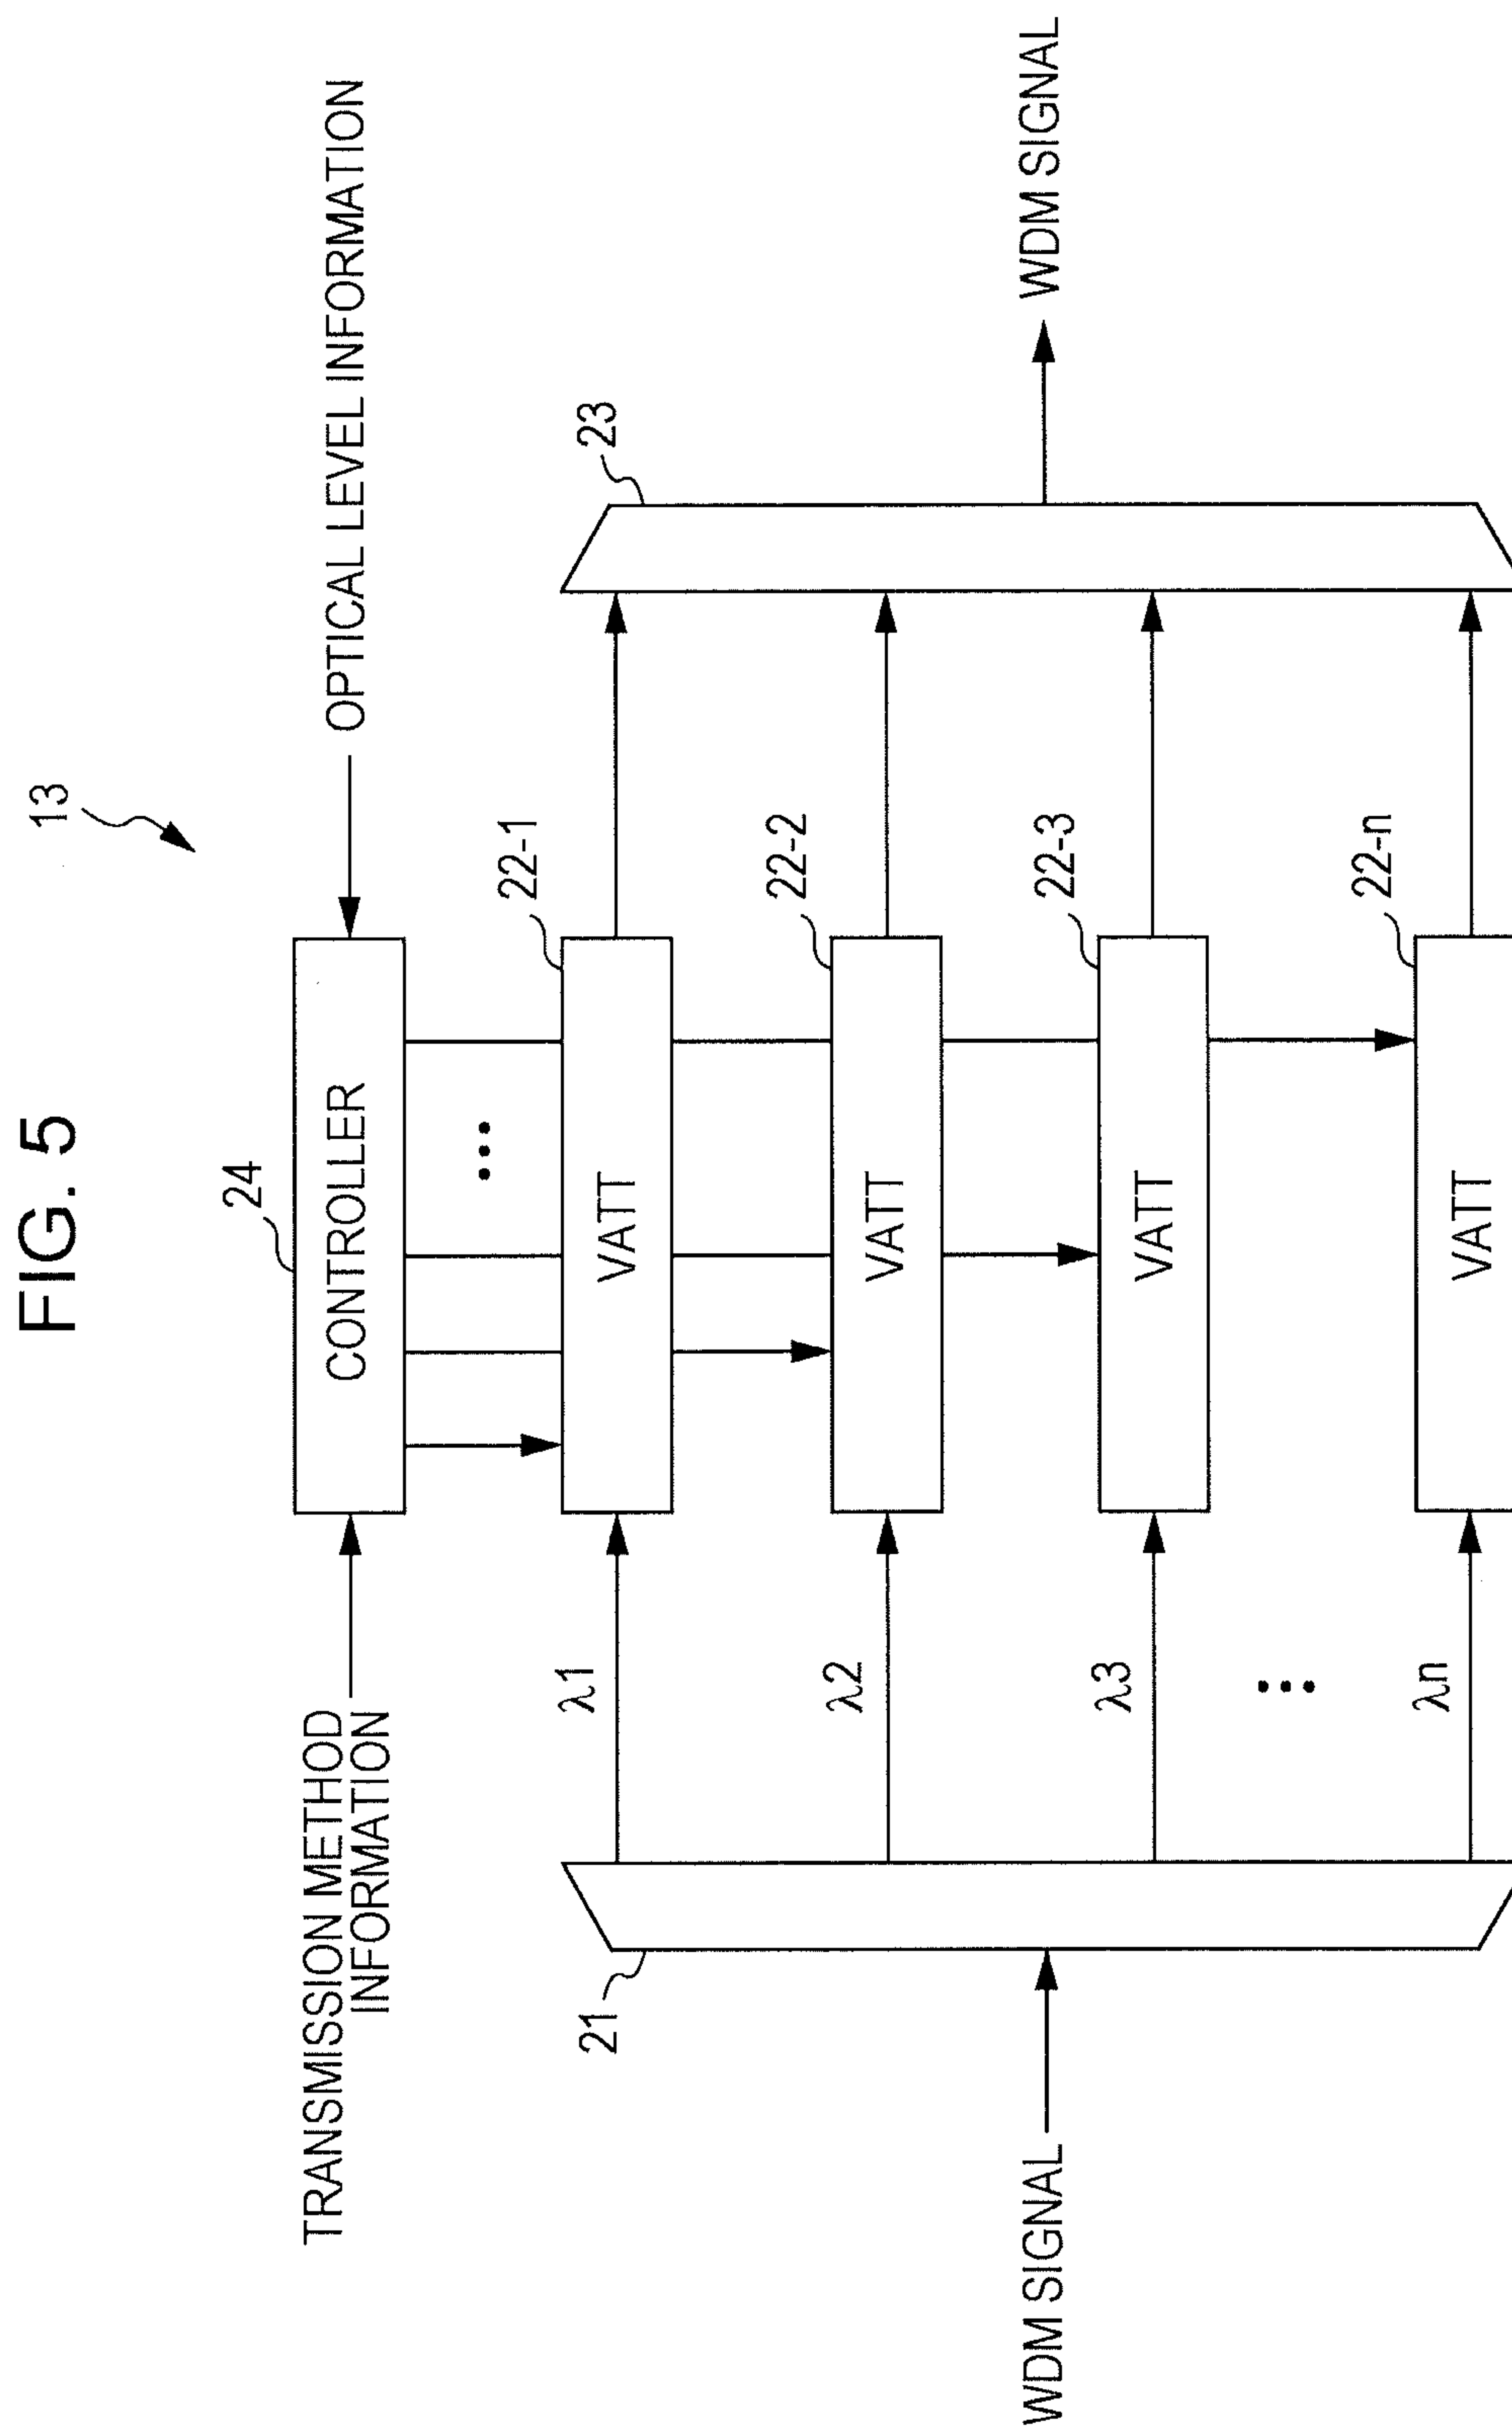 FIG. 5
13
24
TRANSMISSION METHOD
INFORMATION
CONTROLLER
OPTICAL LEVEL INFORMATION
...
22-1
λ1
VATT
21
23
22-2
λ2
VATT
WDM SIGNAL
WDM SIGNAL
22-3
λ3
VATT
...
22-n
λn
VATT